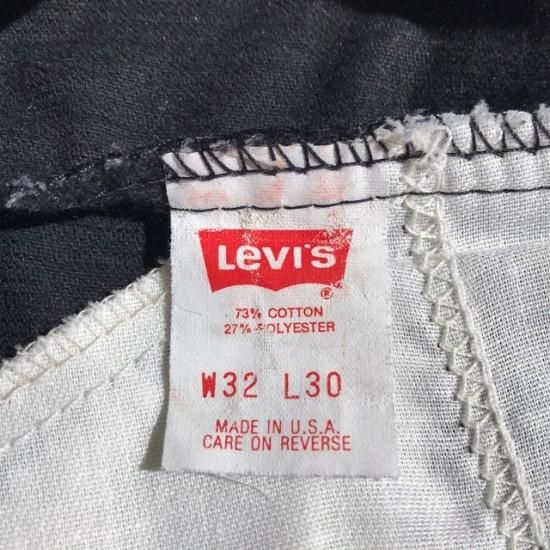 Levi's
®
73% COTTON
27% POLYESTER
W32 L30
MADE IN U.S.A.
CARE ON REVERSE